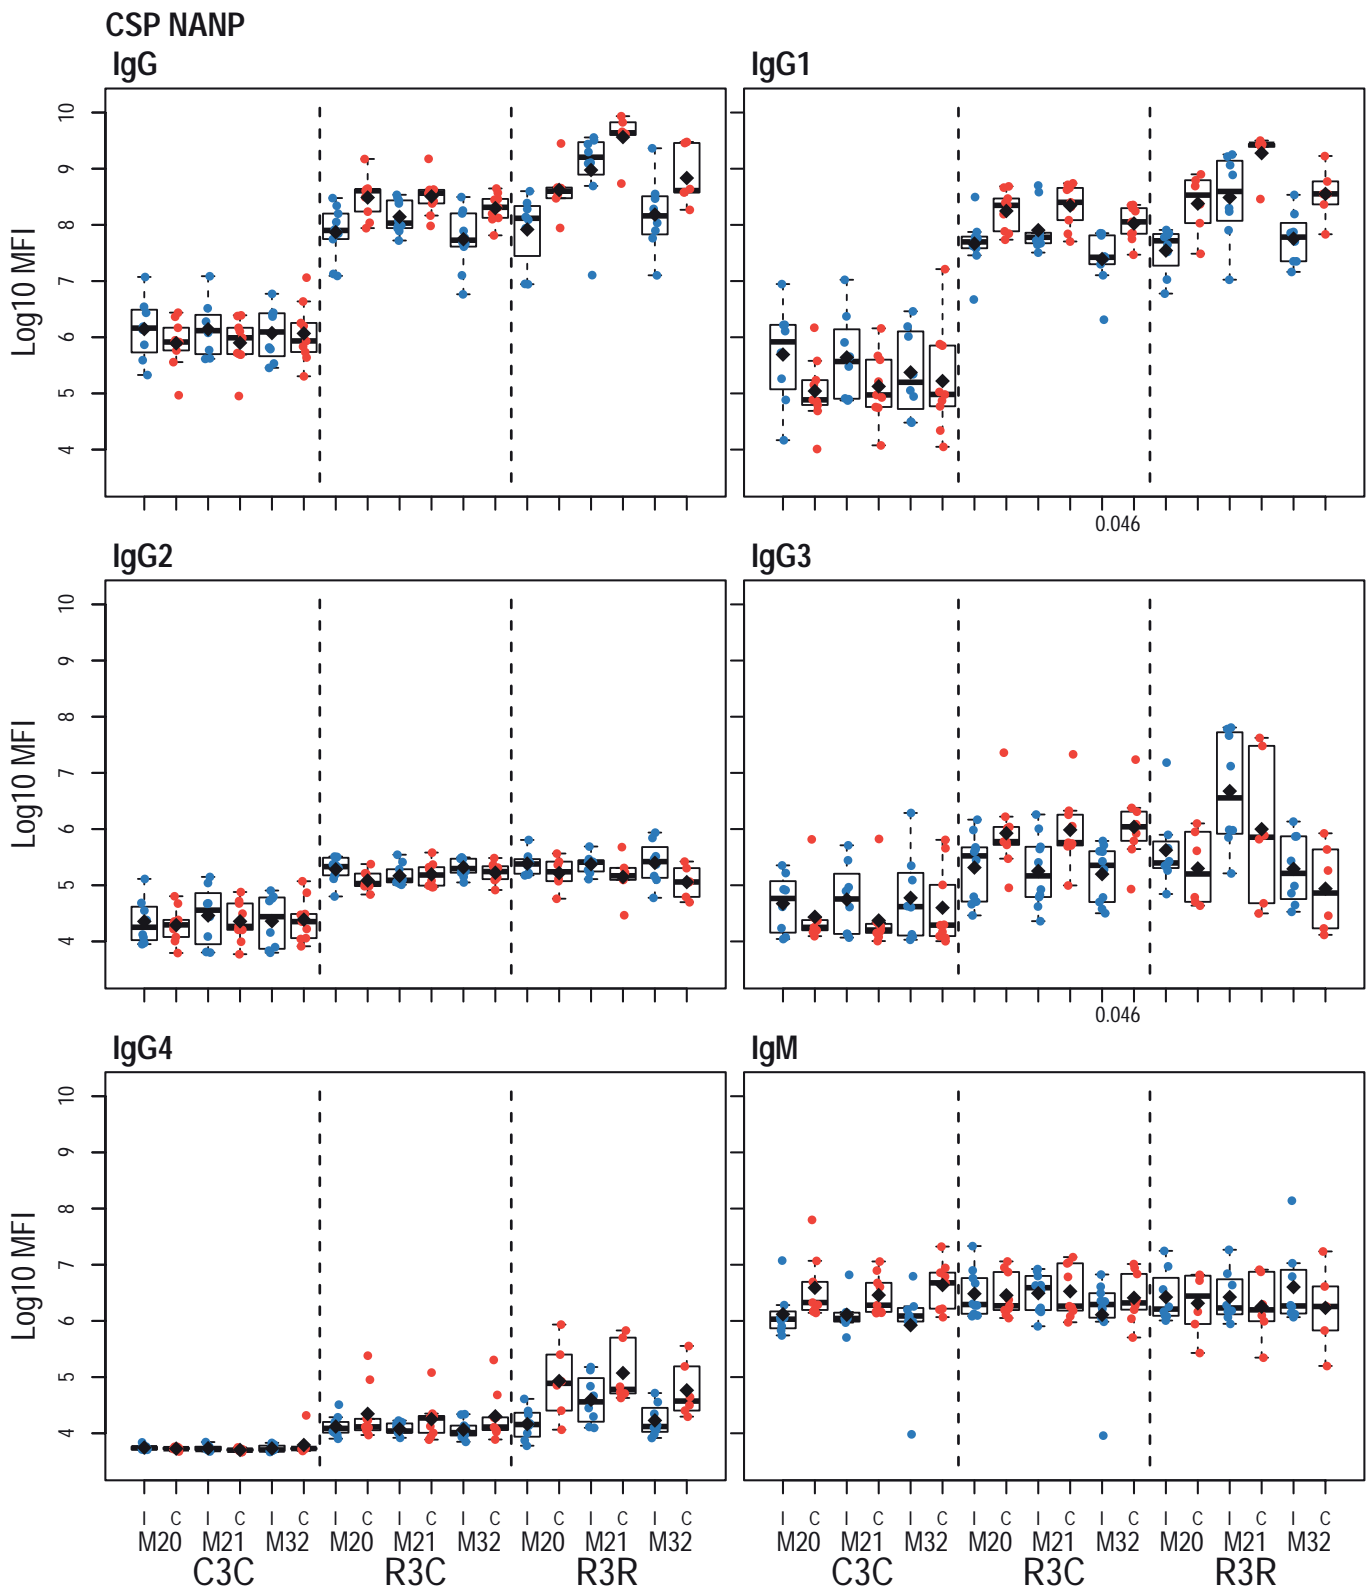 CSP NANP
IgG
IgG1
10
9
8
7
6
5
4
Log10 MFI
0.046
IgG2
IgG3
10
9
8
7
6
5
4
Log10 MFI
0.046
IgG4
IgM
10
9
8
7
6
5
4
Log10 MFI
I C I C I C I C I C I C I C I C I C I C I C I C I C I C I C I C I C I C
M20 M21 M32 M20 M21 M32 M20 M21 M32 M20 M21 M32 M20 M21 M32 M20 M21 M32
C3C R3C R3R C3C R3C R3R